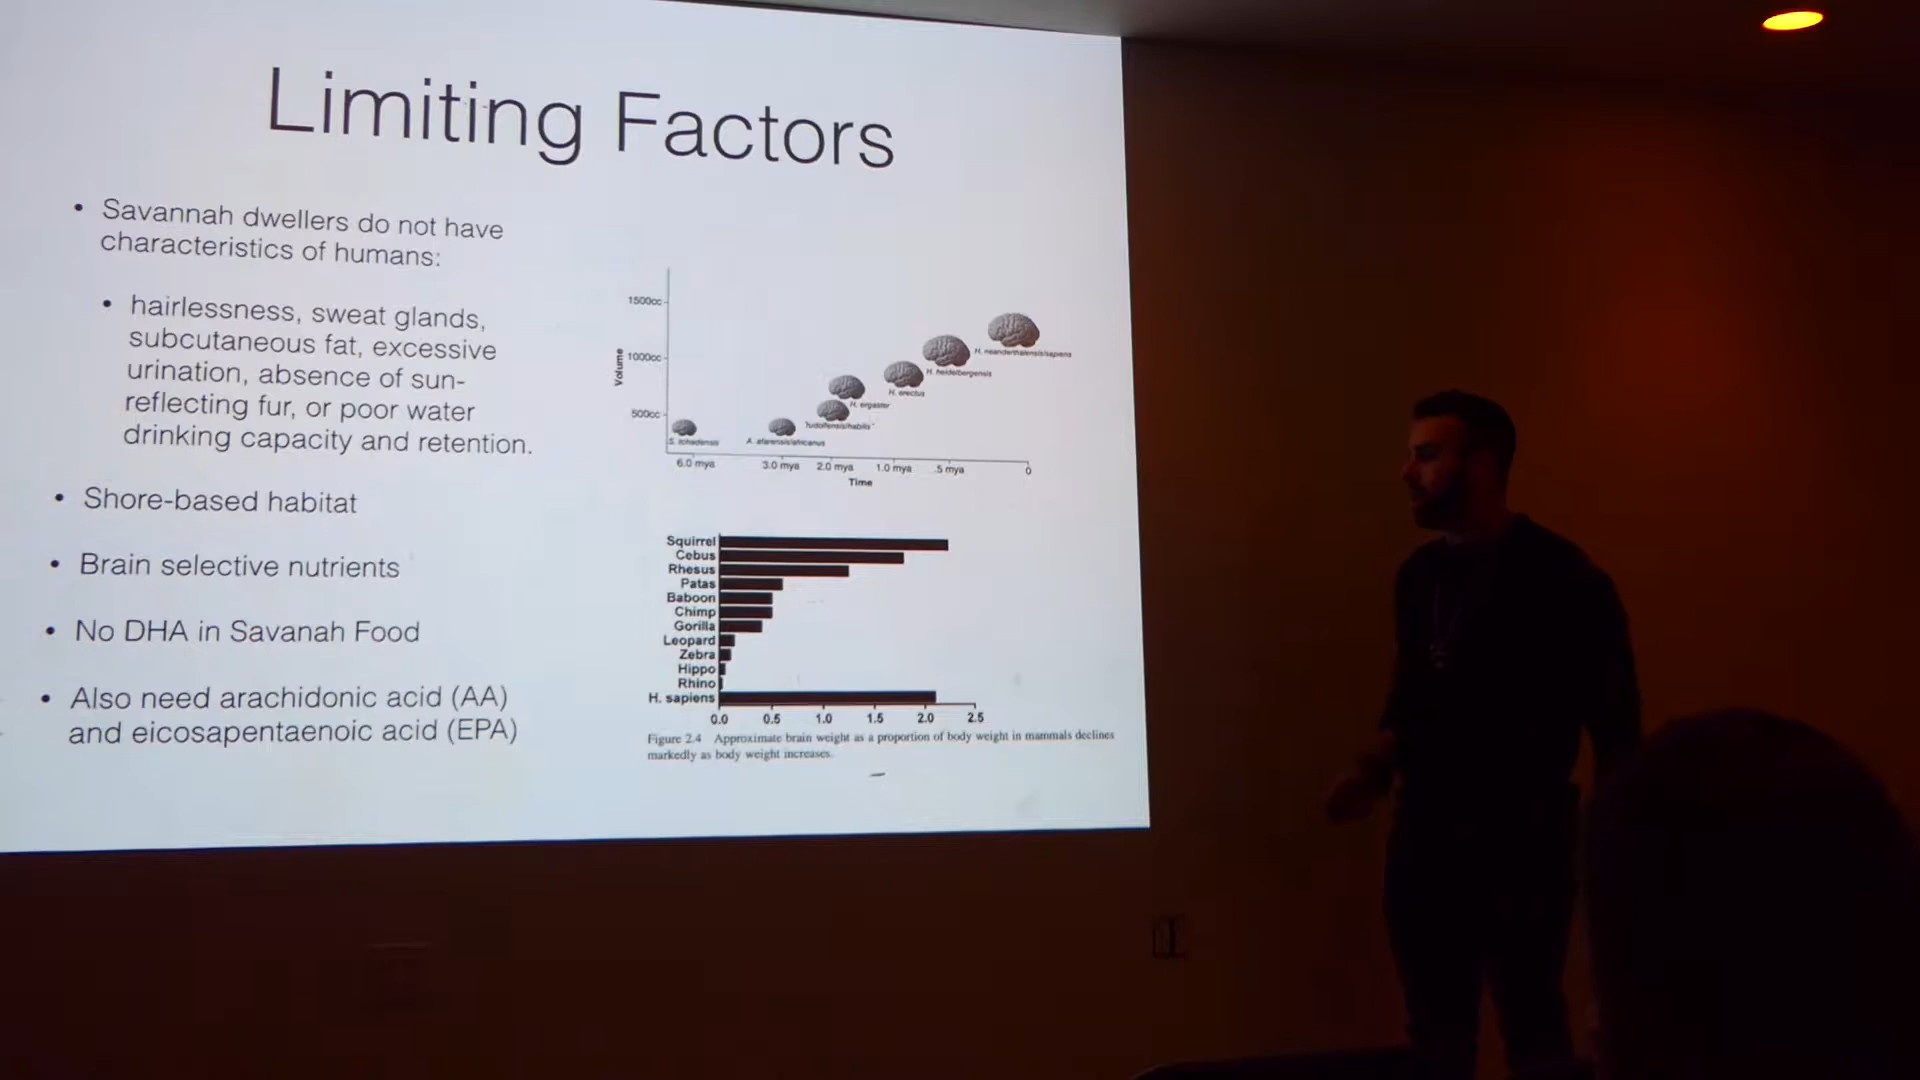 Limiting Factors
• Savannah dwellers do not have
characteristics of humans:
• hairlessness, sweat glands,
subcutaneous fat, excessive
urination, absence of sun-
reflecting fur, or poor water
drinking capacity and retention.
• Shore-based habitat
• Brain selective nutrients
• No DHA in Savanah Food
• Also need arachidonic acid (AA)
and eicosapentaenoic acid (EPA)
1500cc
1000cc
500cc
Volume
H. neanderthalensis/sapiens
H. heidelbergensis
H. erectus
H. ergaster
"rudolfensis/habilis"
S. tchadensis
A. afarensis/africanus
6.0 mya 3.0 mya 2.0 mya 1.0 mya .5 mya 0
Time
Squirrel
Cebus
Rhesus
Patas
Baboon
Chimp
Gorilla
Leopard
Zebra
Hippo
Rhino
H. sapiens
0.0 0.5 1.0 1.5 2.0 2.5
Figure 2.4 Approximate brain weight as a proportion of body weight in mammals declines
markedly as body weight increases.